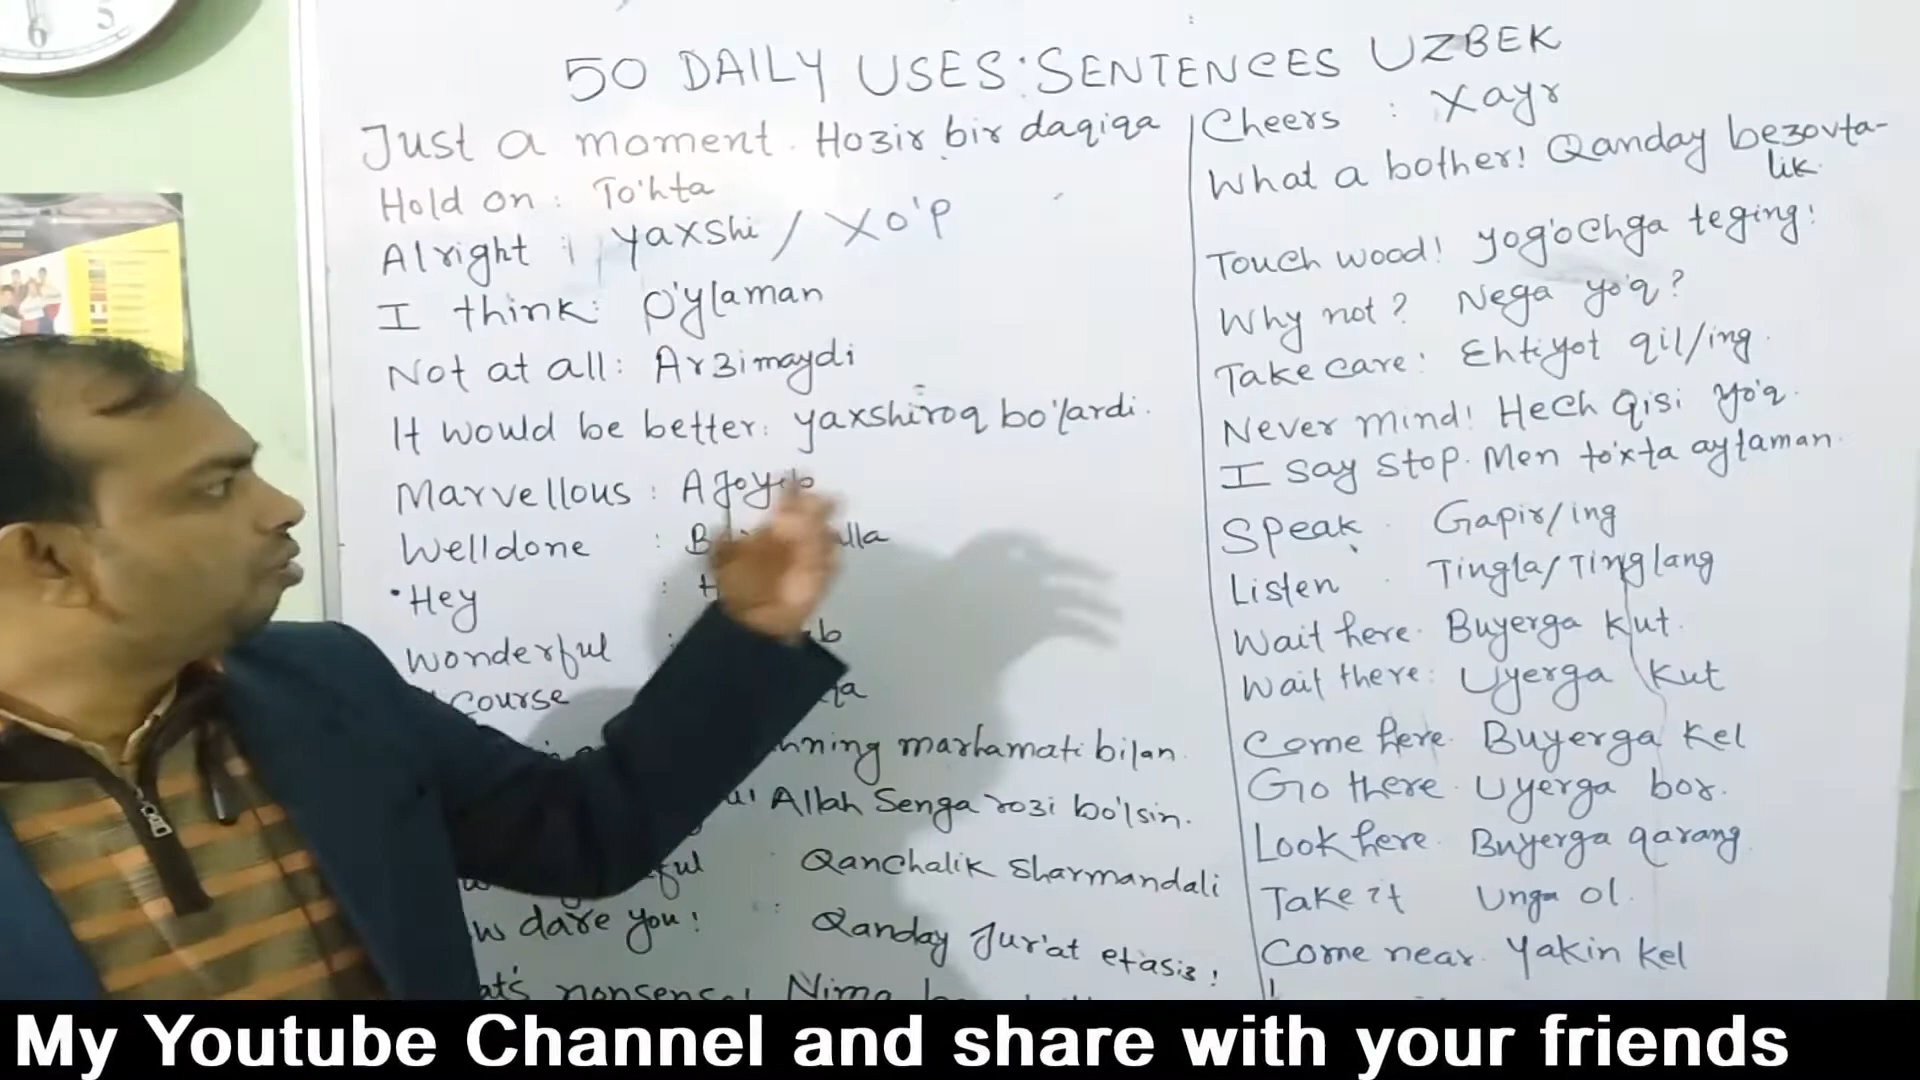 50 DAILY USES: SENTENCES UZBEK
Just a moment. Hozir bir daqiqa
Hold on: To'hta
Alright : yaxshi / Xo'p
I think: O'ylaman
Not at all: Arzimaydi
It would be better: yaxshiroq bo'lardi.
Marvellous : Ajoyib
Welldone : alla
Hey :
Wonderful :
Course
marhamati bilan.
Allah Senga rozi bo'lsin.
Qanchalik Sharmandali
dare you! : Qanday Jur'at etasiz!
nonsense! Nima
Cheers : Xayr
What a bother! Qanday bezovta-
lik.
Touch wood! yog'ochga teging!
Why not? Nega yo'q?
Take care: Ehtiyot qil/ing.
Never mind! Hech Qisi yo'q.
I say stop. Men to'xta aytaman.
Speak. Gapir/ing
Listen . Tingla/Tinglang
Wait here. Buyerga kut.
Wait there: Uyerga kut
Come here. Buyerga kel
Go there. Uyerga bor.
Look here. Buyerga qarang
Take it Unga ol.
Come near. Yakin kel
My Youtube Channel and share with your friends
6
5